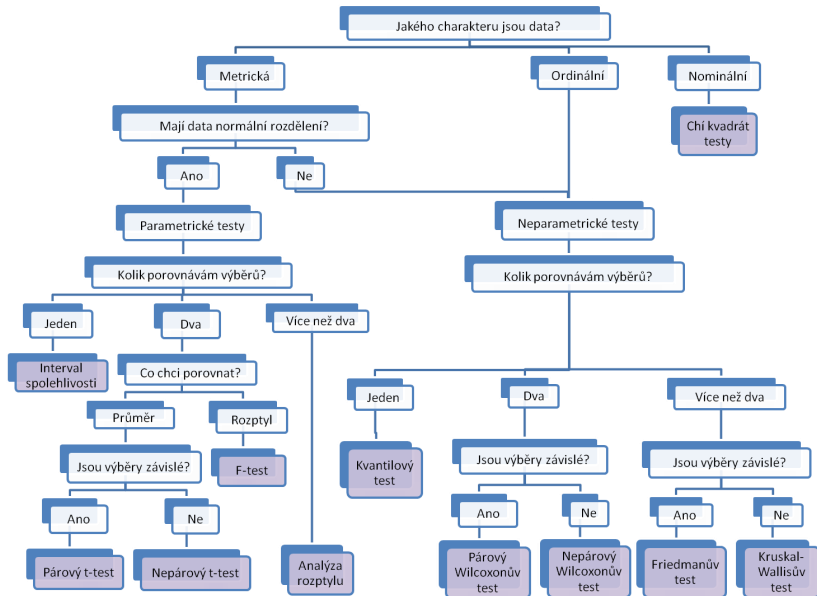 Jakého charakteru jsou data?
Metrická
Ordinální
Nominální
Mají data normální rozdělení?
Chí kvadrát
testy
Ano
Ne
Parametrické testy
Neparametrické testy
Kolik porovnávám výběrů?
Kolik porovnávám výběrů?
Jeden
Dva
Více než dva
Interval
spolehlivosti
Co chci porovnat?
Jeden
Dva
Více než dva
Průměr
Rozptyl
Jsou výběry závislé?
F-test
Kvantilový
test
Jsou výběry závislé?
Jsou výběry závislé?
Ano
Ne
Ano
Ne
Ano
Ne
Párový t-test
Nepárový t-test
Analýza
rozptylu
Párový
Wilcoxonův
test
Nepárový
Wilcoxonův
test
Friedmanův
test
Kruskal-
Wallisův
test